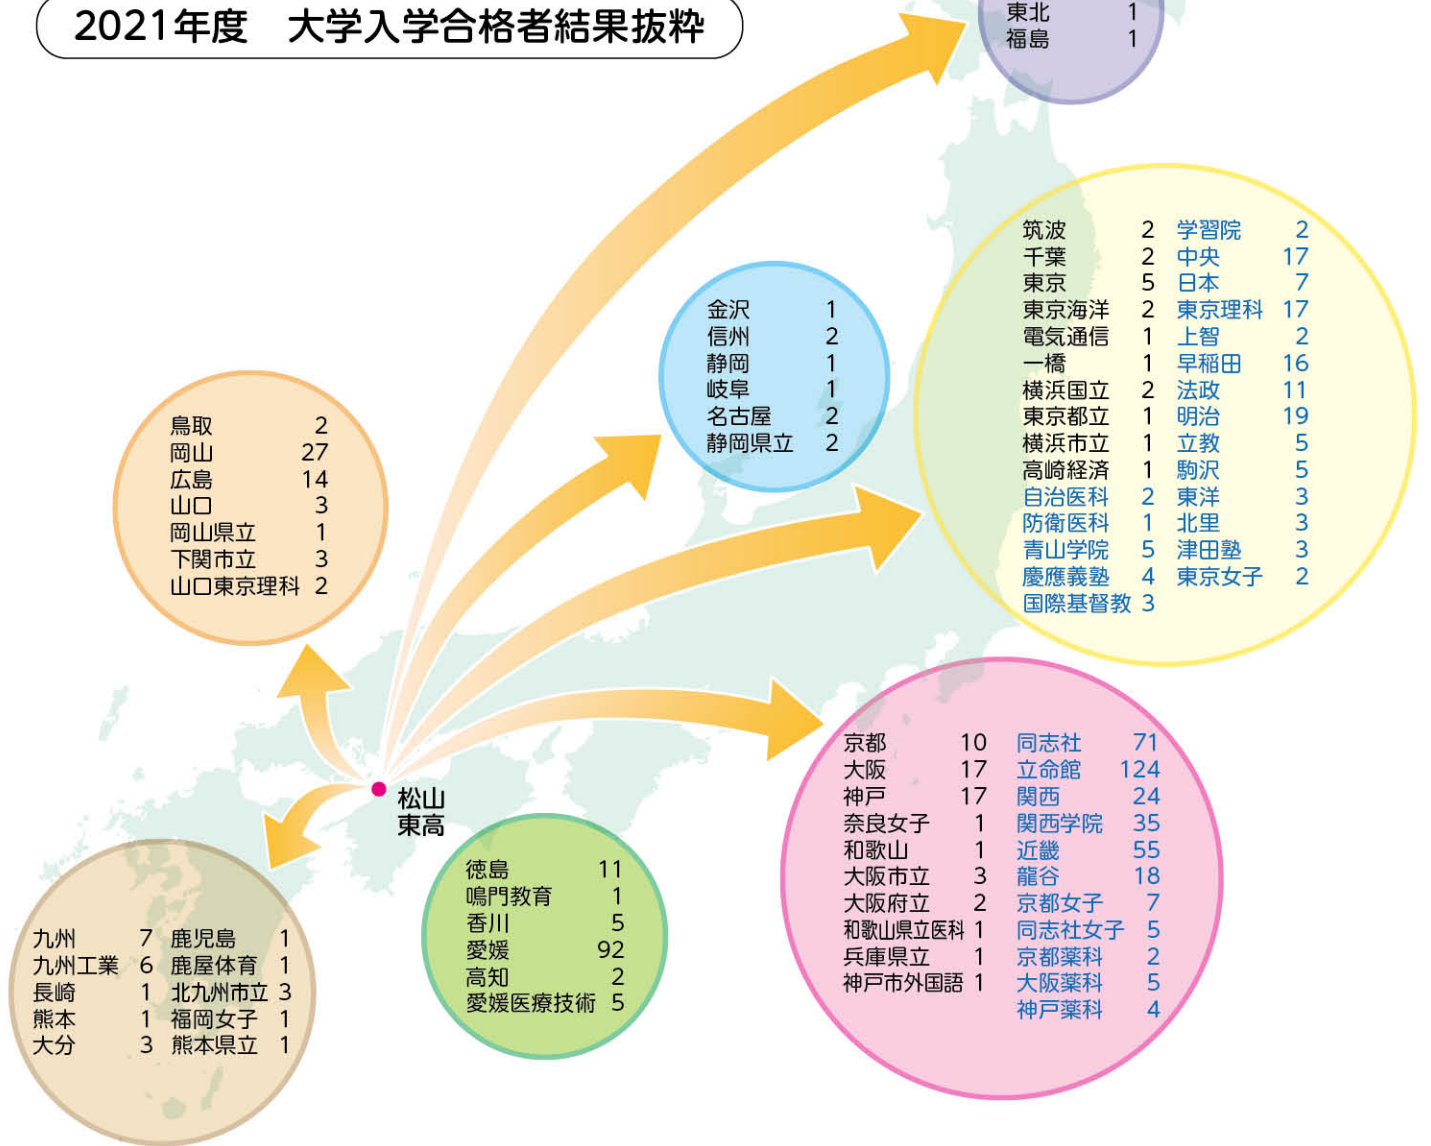 2021年度　大学入学合格者結果抜粋
東北 1
福島 1
筑波 2 学習院 2
千葉 2 中央 17
東京 5 日本 7
東京海洋 2 東京理科 17
電気通信 1 上智 2
一橋 1 早稲田 16
横浜国立 2 法政 11
東京都立 1 明治 19
横浜市立 1 立教 5
高崎経済 1 駒沢 5
自治医科 2 東洋 3
防衛医科 1 北里 3
青山学院 5 津田塾 3
慶應義塾 4 東京女子 2
国際基督教 3
金沢 1
信州 2
静岡 1
岐阜 1
名古屋 2
静岡県立 2
鳥取 2
岡山 27
広島 14
山口 3
岡山県立 1
下関市立 3
山口東京理科 2
京都 10 同志社 71
大阪 17 立命館 124
神戸 17 関西 24
奈良女子 1 関西学院 35
和歌山 1 近畿 55
大阪市立 3 龍谷 18
大阪府立 2 京都女子 7
和歌山県立医科 1 同志社女子 5
兵庫県立 1 京都薬科 2
神戸市外国語 1 大阪薬科 5
神戸薬科 4
松山
東高
徳島 11
鳴門教育 1
香川 5
愛媛 92
高知 2
愛媛医療技術 5
九州 7 鹿児島 1
九州工業 6 鹿屋体育 1
長崎 1 北九州市立 3
熊本 1 福岡女子 1
大分 3 熊本県立 1